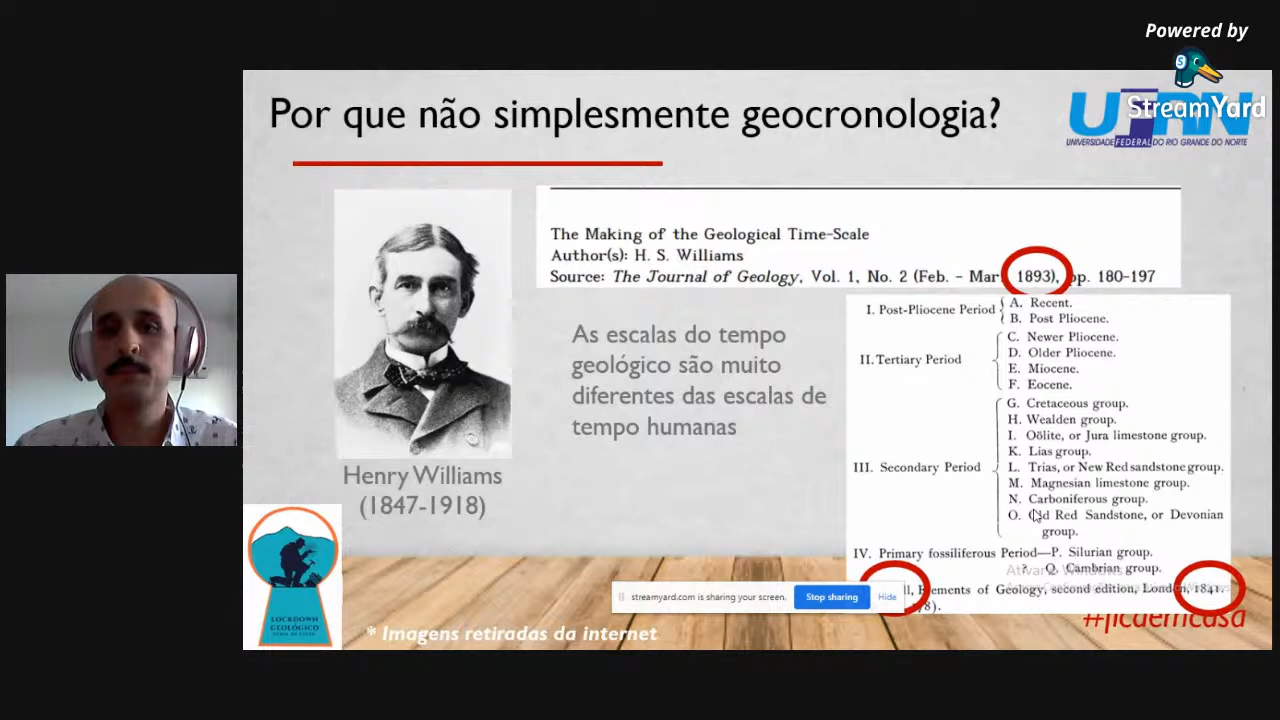 Powered by
StreamYard
Por que não simplesmente geocronologia?
UFRN
UNIVERSIDADE FEDERAL DO RIO GRANDE DO NORTE
The Making of the Geological Time-Scale
Author(s): H. S. Williams
Source: The Journal of Geology, Vol. 1, No. 2 (Feb. - Mar 1893), pp. 180-197
I. Post-Pliocene Period
A. Recent.
B. Post Pliocene.
II. Tertiary Period
C. Newer Pliocene.
D. Older Pliocene.
E. Miocene.
F. Eocene.
III. Secondary Period
G. Cretaceous group.
H. Wealden group.
I. Oölite, or Jura limestone group.
K. Lias group.
L. Trias, or New Red sandstone group.
M. Magnesian limestone group.
N. Carboniferous group.
O. Old Red Sandstone, or Devonian
group.
IV. Primary fossiliferous Period—P. Silurian group.
? Q. Cambrian group.
Elements of Geology, second edition, London, 1841.
As escalas do tempo
geológico são muito
diferentes das escalas de
tempo humanas
Henry Williams
(1847-1918)
LOCKDOWN
GEOLÓGICO
streamyard.com is sharing your screen.
Stop sharing
Hide
* Imagens retiradas da internet
#ficaemcasa